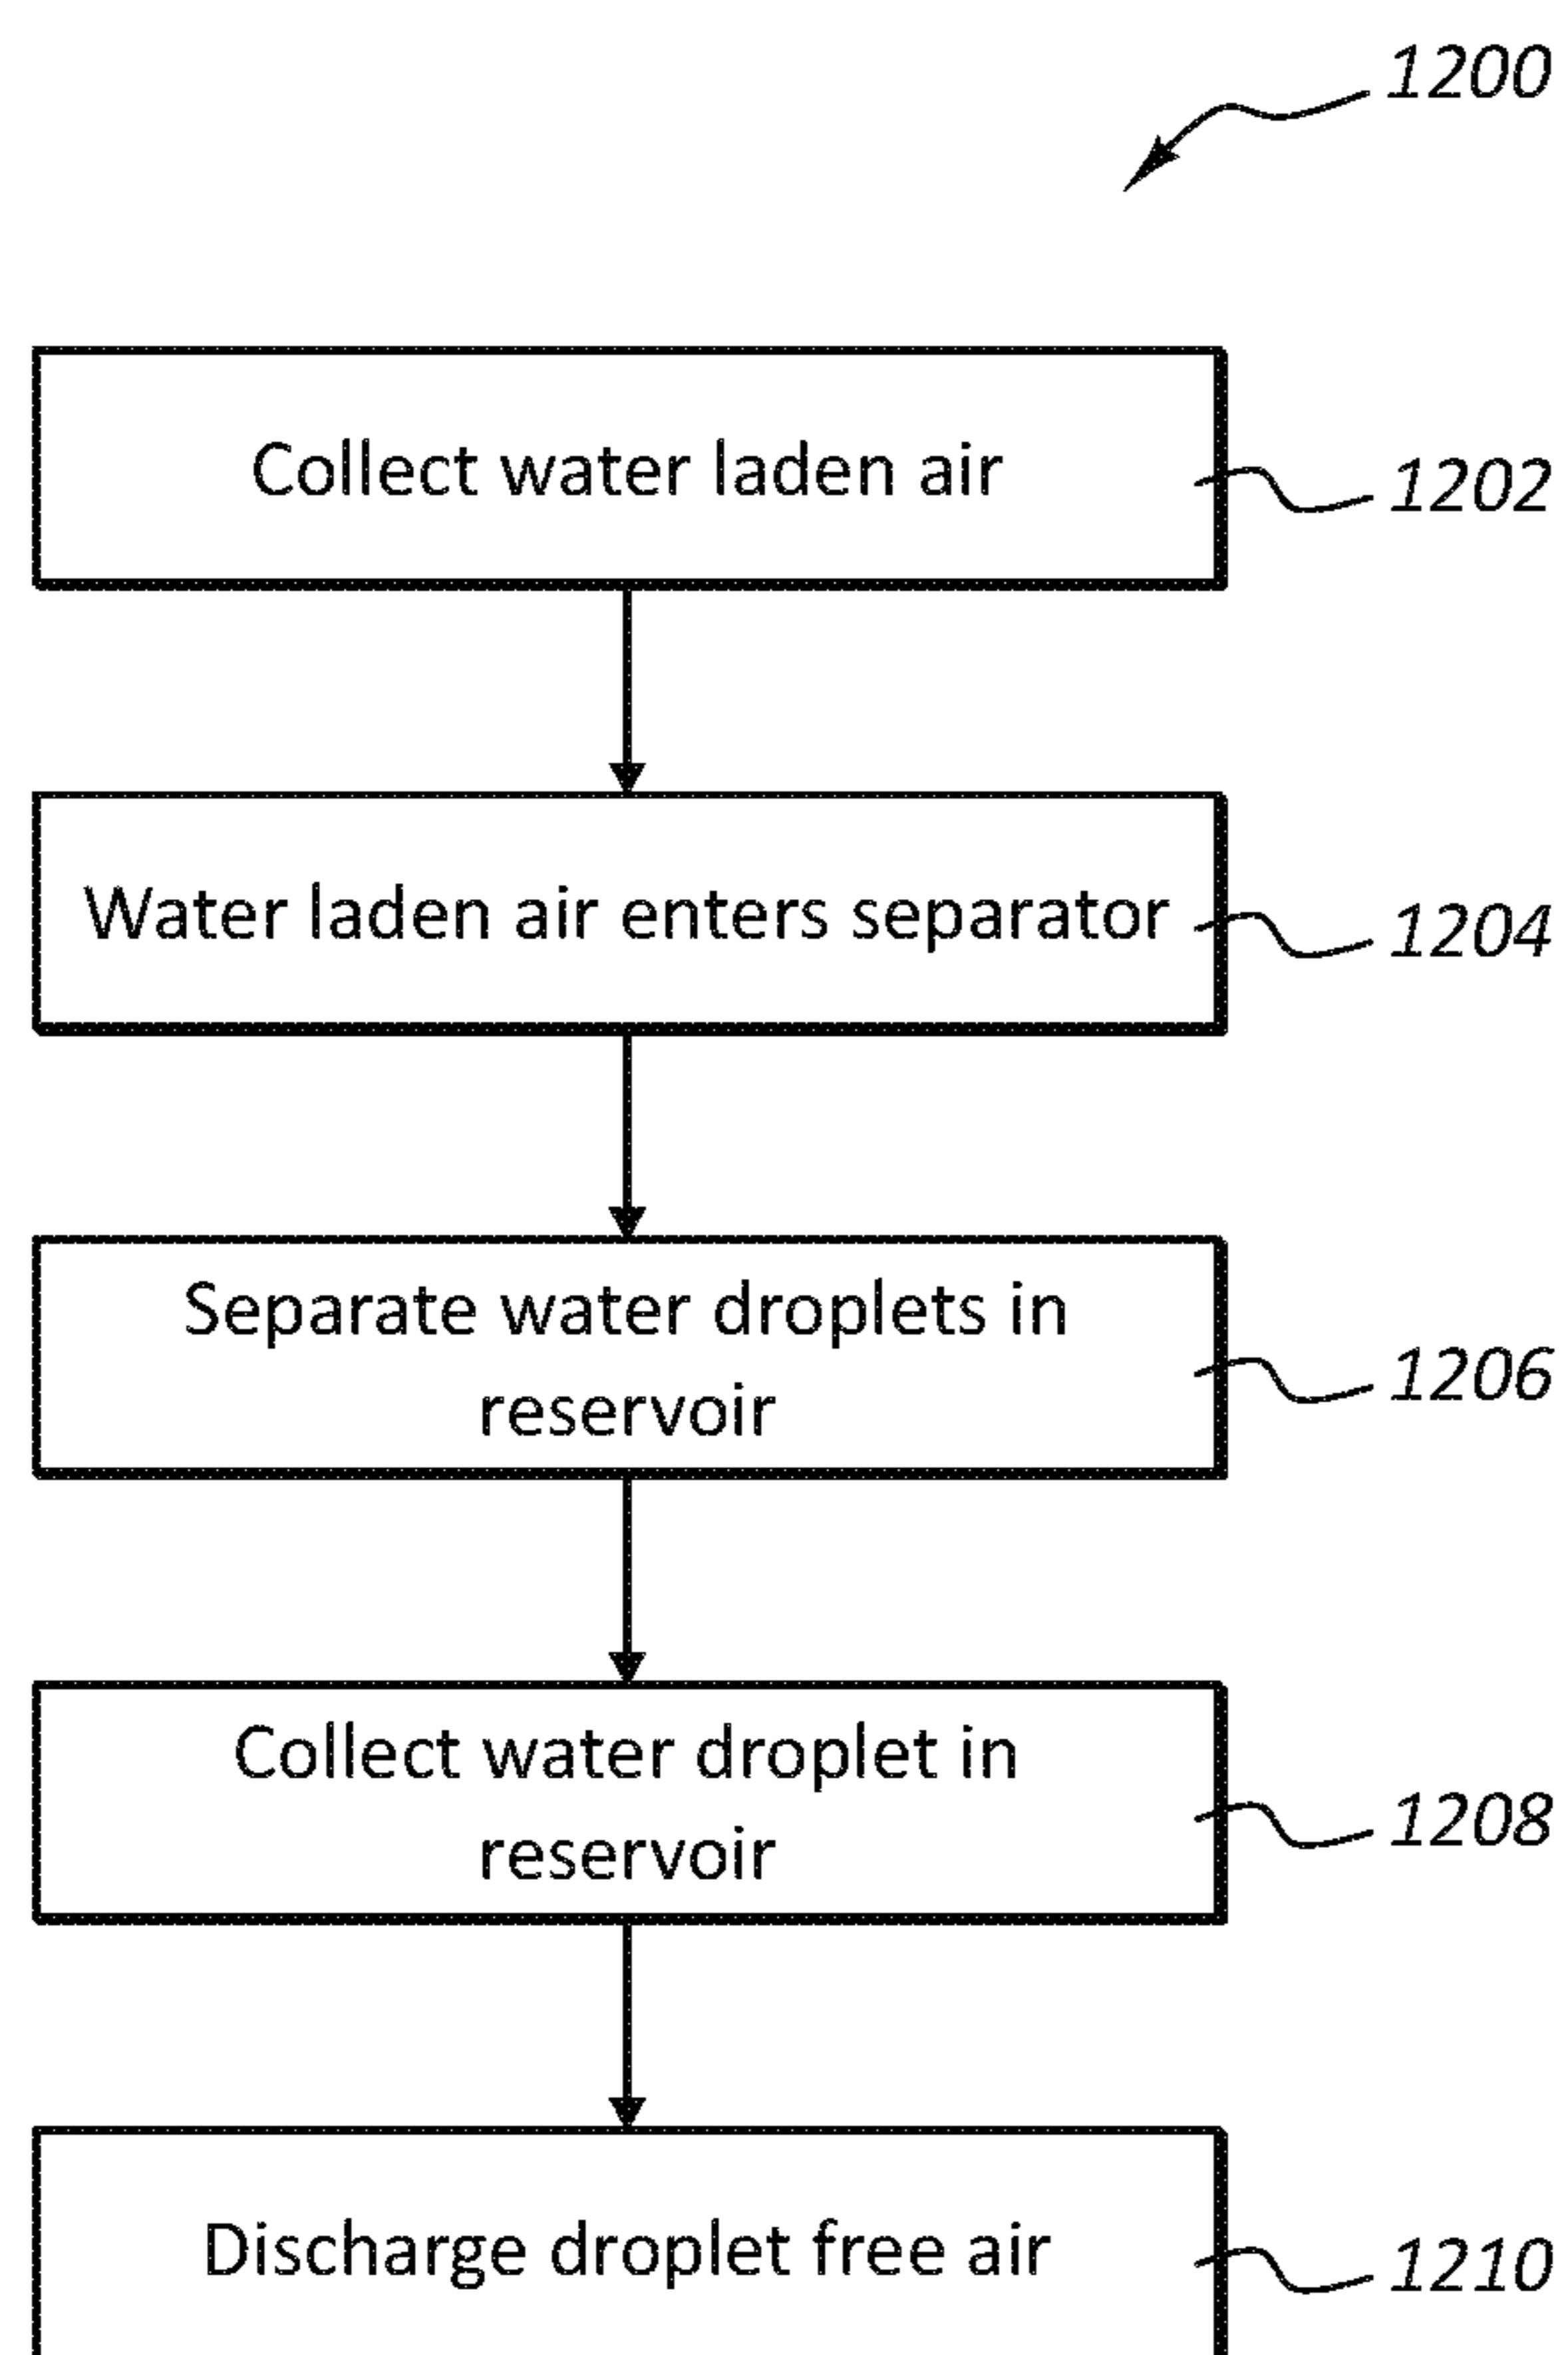 1200
Collect water laden air
1202
Water laden air enters separator
1204
Separate water droplets in
reservoir
1206
Collect water droplet in
reservoir
1208
Discharge droplet free air
1210